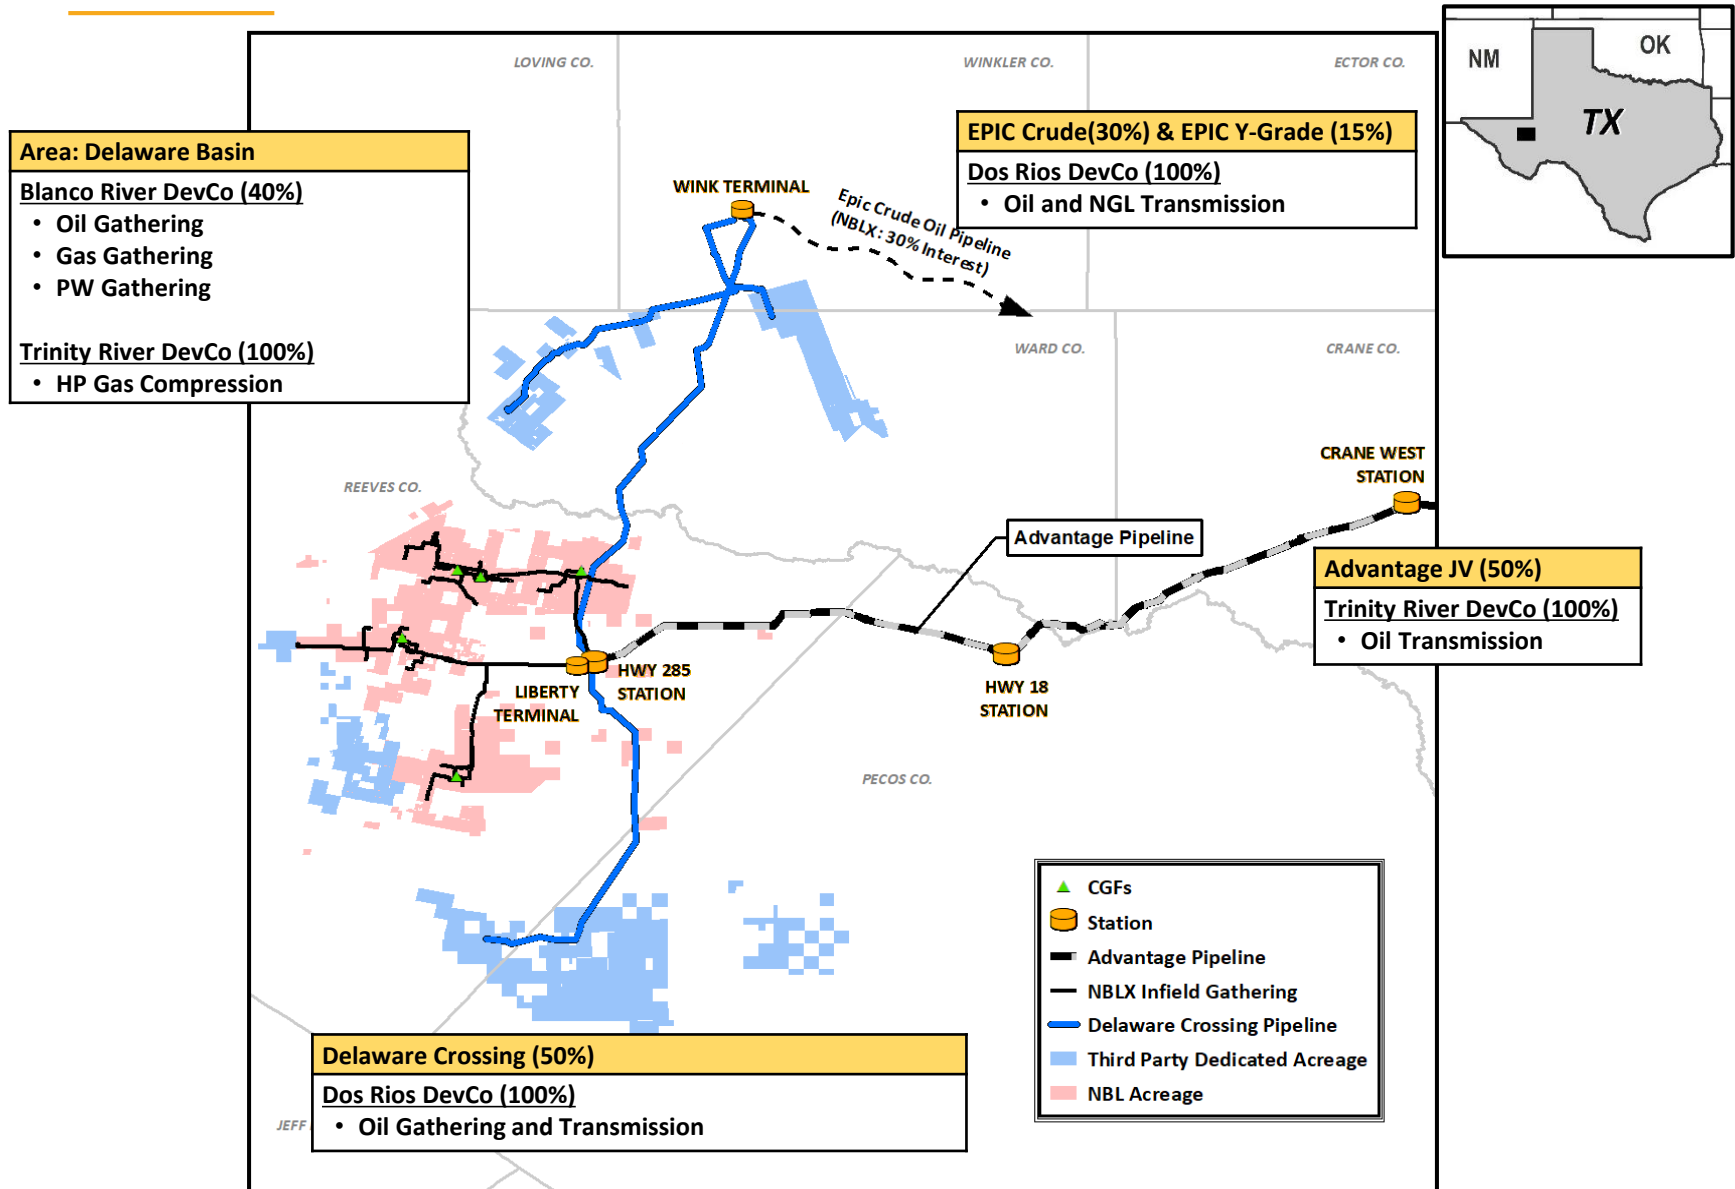 LOVING CO.
WINKLER CO.
ECTOR CO.
NM
OK
TX
Area: Delaware Basin
Blanco River DevCo (40%)
• Oil Gathering
• Gas Gathering
• PW Gathering
Trinity River DevCo (100%)
• HP Gas Compression
EPIC Crude(30%) & EPIC Y-Grade (15%)
Dos Rios DevCo (100%)
• Oil and NGL Transmission
WINK TERMINAL
Epic Crude Oil Pipeline
(NBLX: 30% Interest)
WARD CO.
CRANE CO.
REEVES CO.
CRANE WEST
STATION
Advantage Pipeline
Advantage JV (50%)
Trinity River DevCo (100%)
• Oil Transmission
HWY 285
STATION
LIBERTY
TERMINAL
HWY 18
STATION
PECOS CO.
CGFs
Station
Advantage Pipeline
NBLX Infield Gathering
Delaware Crossing Pipeline
Third Party Dedicated Acreage
NBL Acreage
Delaware Crossing (50%)
Dos Rios DevCo (100%)
• Oil Gathering and Transmission
JEFF